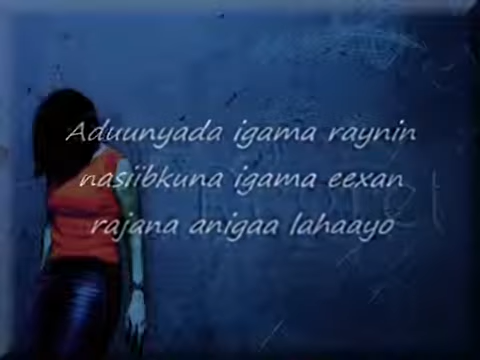 Aduunyada igama raynin
nasiibkuna igama eexan
rajana anigaa lahaayo